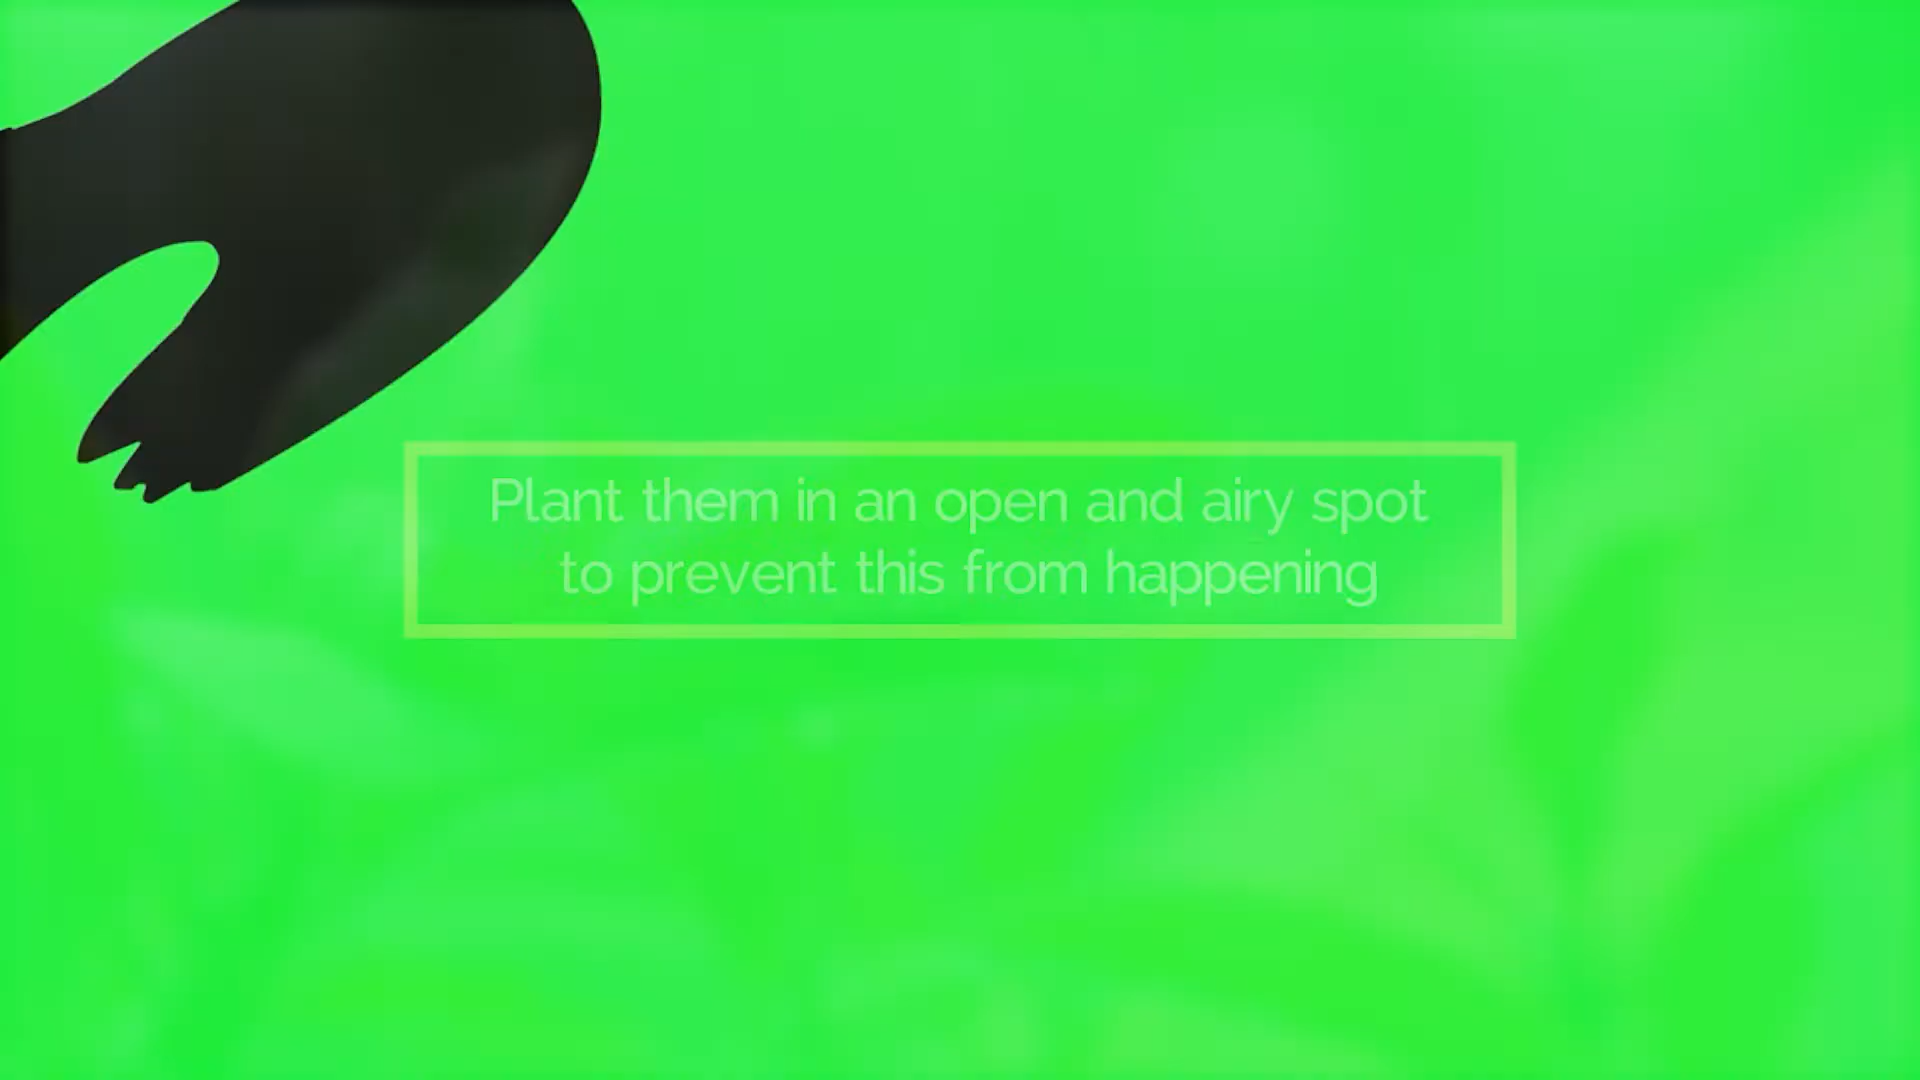 Plant them in an open and airy spot
to prevent this from happening